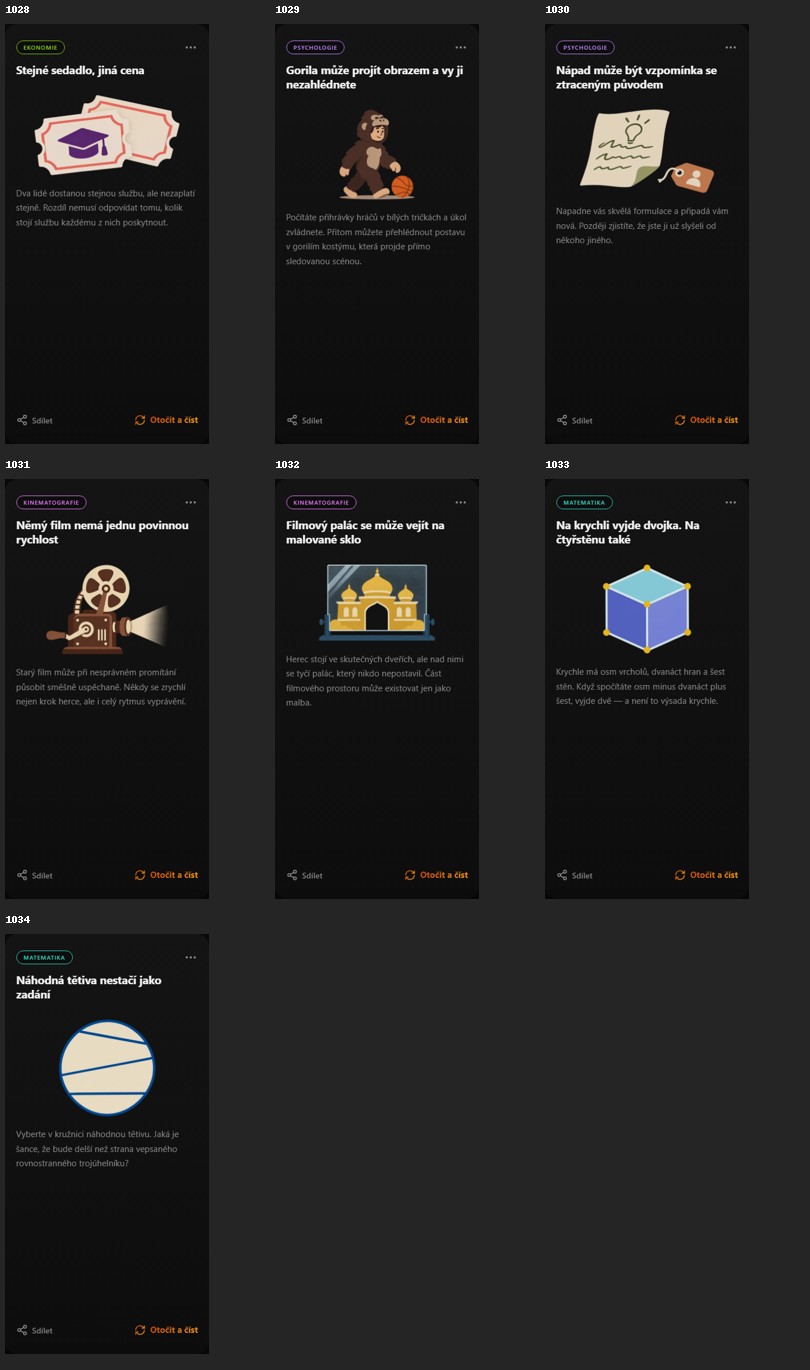 1028
EKONOMIE
Stejné sedadlo, jiná cena
Dva lidé dostanou stejnou službu, ale nezaplatí
stejně. Rozdíl nemusí odpovídat tomu, kolik
stojí službu každému z nich poskytnout.
Sdílet
Otočit a číst
1029
PSYCHOLOGIE
Gorila může projít obrazem a vy ji
nezahlédnete
Počítáte přihrávky hráčů v bílých tričkách a úkol
zvládnete. Přitom můžete přehlédnout postavu
v gorilím kostýmu, která projde přímo
sledovanou scénou.
Sdílet
Otočit a číst
1030
PSYCHOLOGIE
Nápad může být vzpomínka se
ztraceným původem
Napadne vás skvělá formulace a připadá vám
nová. Později zjistíte, že jste ji už slyšeli od
někoho jiného.
Sdílet
Otočit a číst
1031
KINEMATOGRAFIE
Němý film nemá jednu povinnou
rychlost
Starý film může při nesprávném promítání
působit směšně uspěchaně. Někdy se zrychlí
nejen krok herce, ale i celý rytmus vyprávění.
Sdílet
Otočit a číst
1032
KINEMATOGRAFIE
Filmový palác se může vejít na
malované sklo
Herec stojí ve skutečných dveřích, ale nad nimi
se tyčí palác, který nikdo nepostavil. Část
filmového prostoru může existovat jen jako
malba.
Sdílet
Otočit a číst
1033
MATEMATIKA
Na krychli vyjde dvojka. Na
čtyřstěnu také
Krychle má osm vrcholů, dvanáct hran a šest
stěn. Když spočítáte osm minus dvanáct plus
šest, vyjde dvě — a není to výsada krychle.
Sdílet
Otočit a číst
1034
MATEMATIKA
Náhodná tětiva nestačí jako
zadání
Vyberte v kružnici náhodnou tětivu. Jaká je
šance, že bude delší než strana vepsaného
rovnostranného trojúhelníku?
Sdílet
Otočit a číst